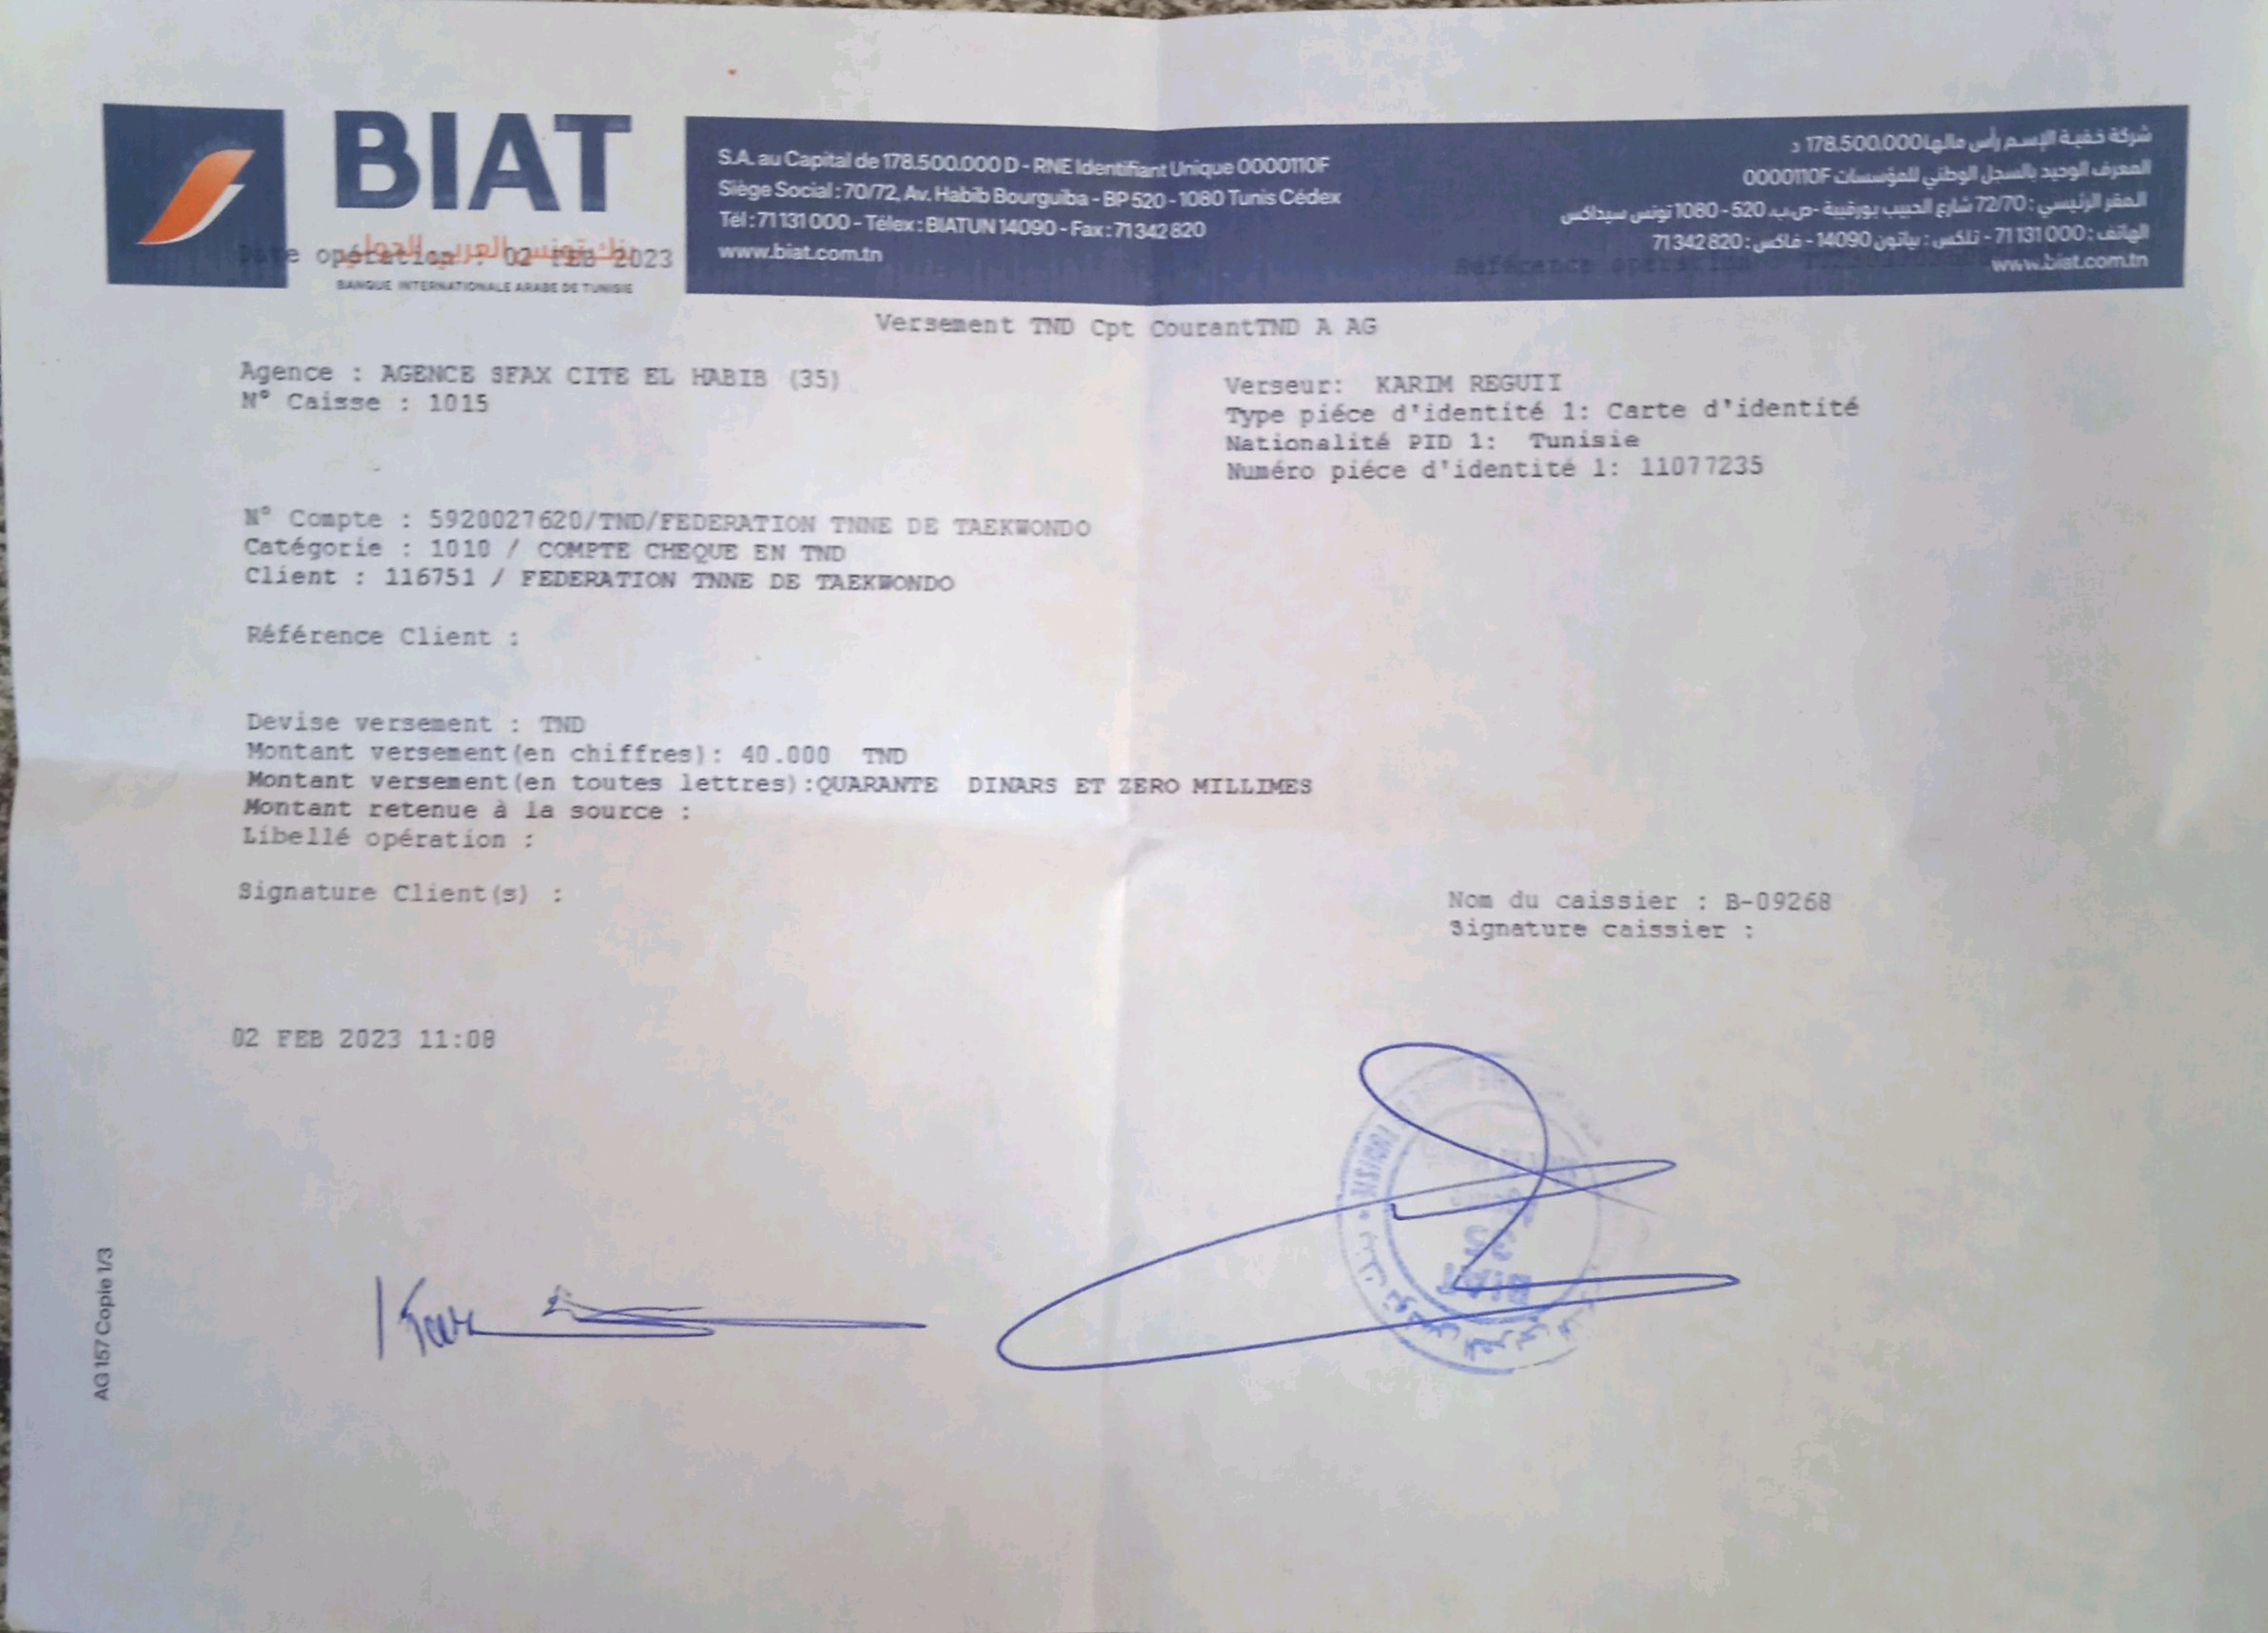 BIAT
بنك تونس العربي الدولي
BANQUE INTERNATIONALE ARABE DE TUNISIE
S.A. au Capital de 178.500.000 D - RNE Identifiant Unique 0000110F
Siège Social : 70/72, Av. Habib Bourguiba - BP 520 - 1080 Tunis Cédex
Tél : 71 131 000 - Télex : BIATUN 14090 - Fax : 71 342 820
www.biat.com.tn
شركة خفية الإسم رأس مالها 178.500.000 د
المعرف الوحيد بالسجل الوطني للمؤسسات 0000110F
المقر الرئيسي : 72/70 شارع الحبيب بورقيبة -ص.ب. 520 - 1080 تونس سيداكس
الهاتف : 71 131 000 - تلكس : بياتون 14090 - فاكس : 71 342 820
www.biat.com.tn
Date opération : 02 FEB 2023
Référence opération
Versement TND Cpt CourantTND A AG
Agence : AGENCE SFAX CITE EL HABIB (35)
N° Caisse : 1015
Verseur: KARIM REGUII
Type piéce d'identité 1: Carte d'identité
Nationalité PID 1: Tunisie
Numéro piéce d'identité 1: 11077235
N° Compte : 5920027620/TND/FEDERATION TNNE DE TAEKWONDO
Catégorie : 1010 / COMPTE CHEQUE EN TND
Client : 116751 / FEDERATION TNNE DE TAEKWONDO
Référence Client :
Devise versement : TND
Montant versement(en chiffres): 40.000 TND
Montant versement(en toutes lettres):QUARANTE DINARS ET ZERO MILLIMES
Montant retenue à la source :
Libellé opération :
Signature Client(s) :
Nom du caissier : B-09268
Signature caissier :
02 FEB 2023 11:08
BIAT
AG 157 Copie 1/3